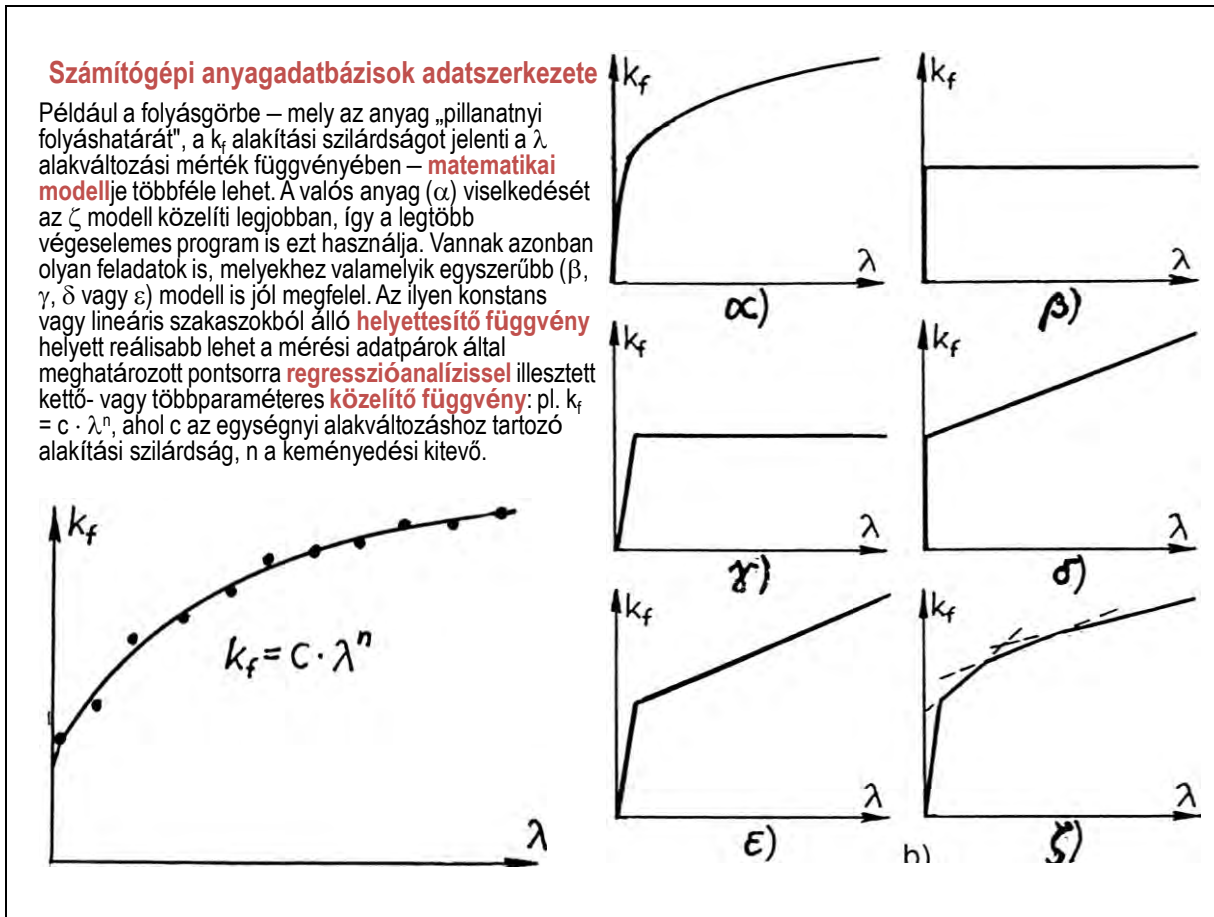 Számítógépi anyagadatbázisok adatszerkezete
Például a folyásgörbe – mely az anyag „pillanatnyi
folyáshatárát", a kf alakítási szilárdságot jelenti a λ
alakváltozási mérték függvényében – matematikai
modellje többféle lehet. A valós anyag (α) viselkedését
az ζ modell közelíti legjobban, így a legtöbb
végeselemes program is ezt használja. Vannak azonban
olyan feladatok is, melyekhez valamelyik egyszerűbb (β,
γ, δ vagy ε) modell is jól megfelel. Az ilyen konstans
vagy lineáris szakaszokból álló helyettesítő függvény
helyett reálisabb lehet a mérési adatpárok által
meghatározott pontsorra regresszióanalízissel illesztett
kettő- vagy többparaméteres közelítő függvény: pl. kf
= c · λⁿ, ahol c az egységnyi alakváltozáshoz tartozó
alakítási szilárdság, n a keményedési kitevő.
kf
kf = C · λⁿ
λ
kf
λ
α)
kf
λ
β)
kf
λ
γ)
kf
λ
δ)
kf
λ
ε)
kf
λ
b)
ζ)